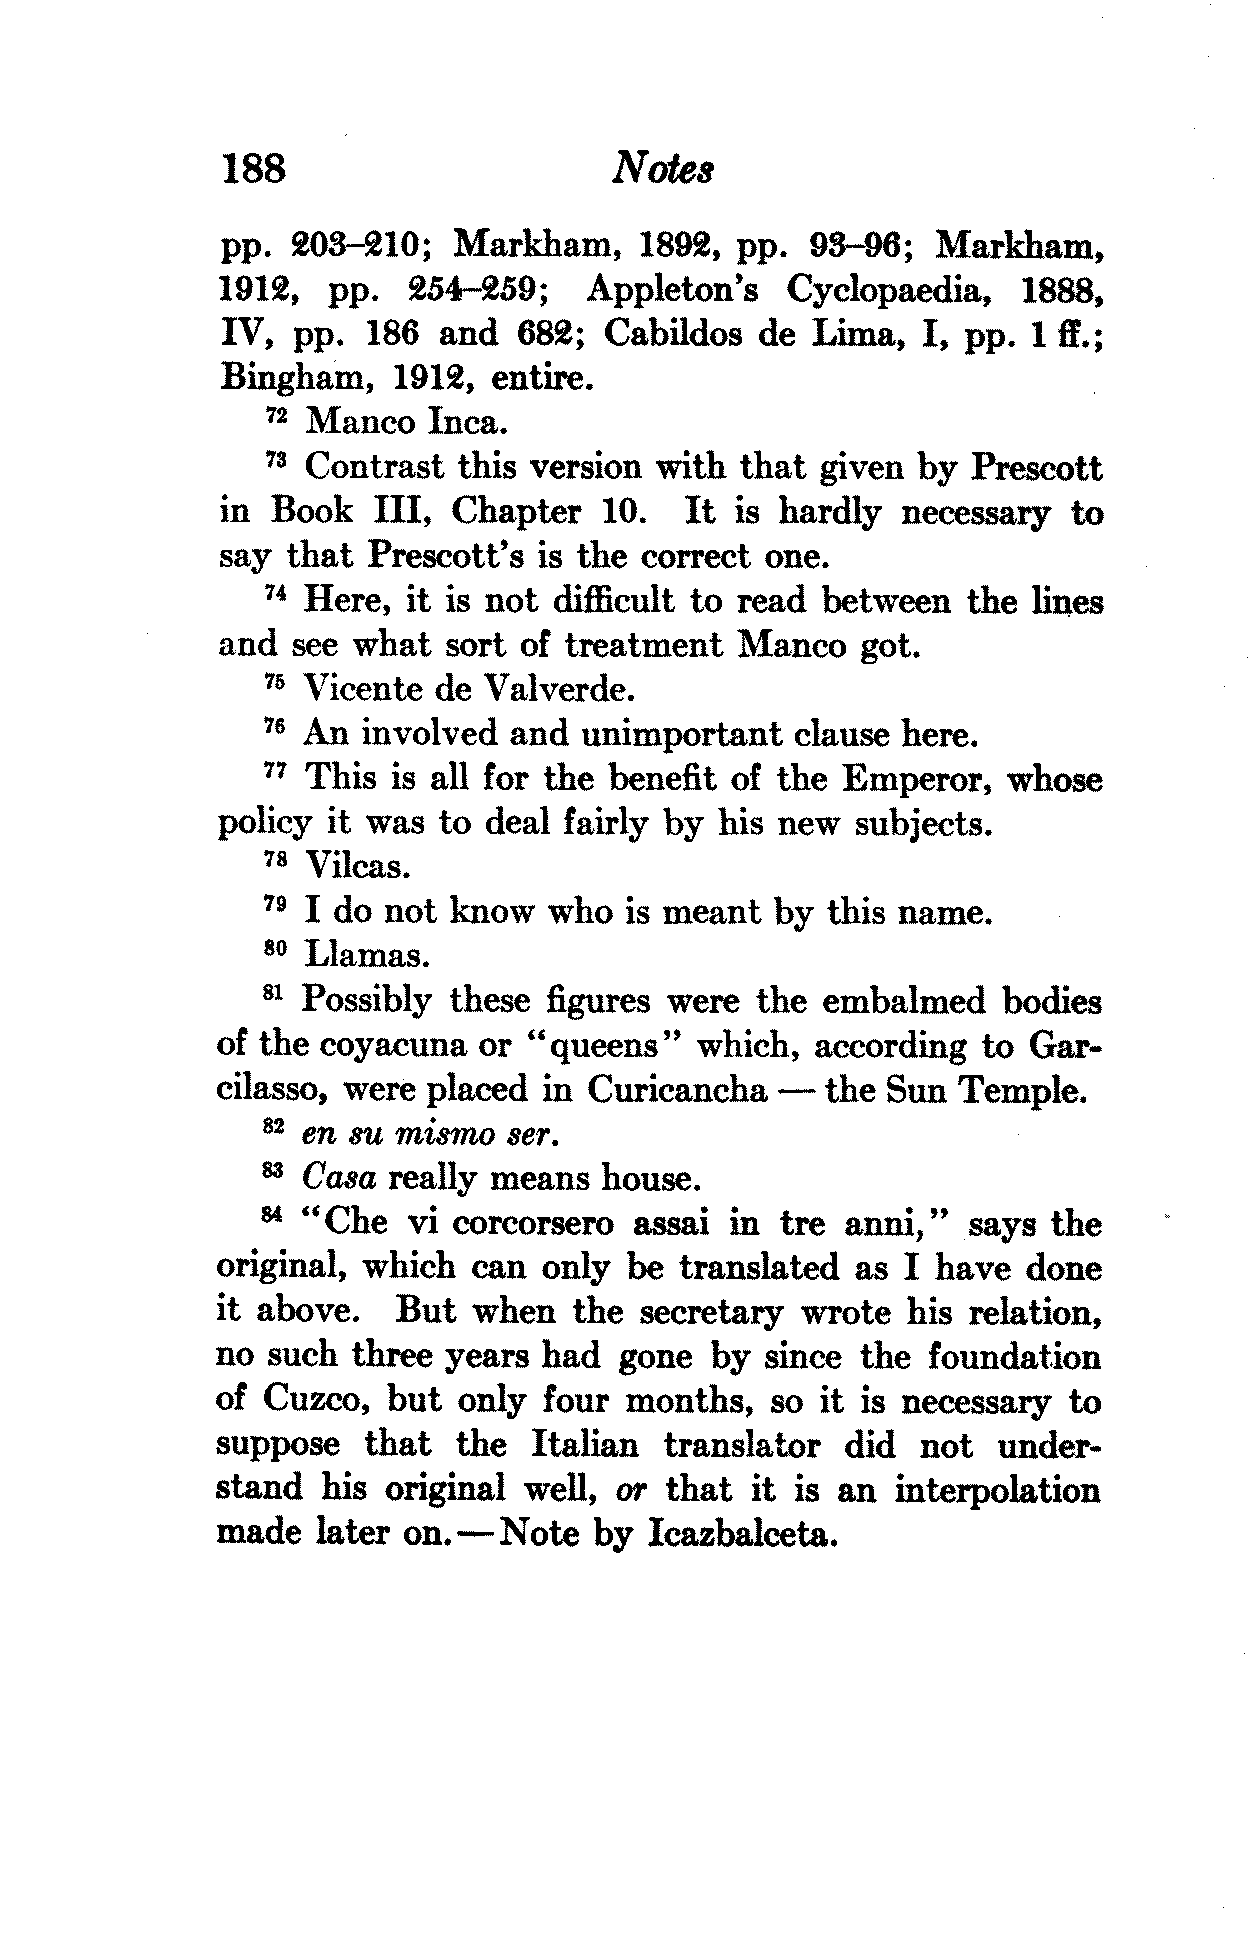 188 Notes
pp. 203–210; Markham, 1892, pp. 93–96; Markham,
1912, pp. 254–259; Appleton's Cyclopaedia, 1888,
IV, pp. 186 and 682; Cabildos de Lima, I, pp. 1 ff.;
Bingham, 1912, entire.
72 Manco Inca.
73 Contrast this version with that given by Prescott
in Book III, Chapter 10. It is hardly necessary to
say that Prescott's is the correct one.
74 Here, it is not difficult to read between the lines
and see what sort of treatment Manco got.
75 Vicente de Valverde.
76 An involved and unimportant clause here.
77 This is all for the benefit of the Emperor, whose
policy it was to deal fairly by his new subjects.
78 Vilcas.
79 I do not know who is meant by this name.
80 Llamas.
81 Possibly these figures were the embalmed bodies
of the coyacuna or "queens" which, according to Gar-
cilasso, were placed in Curicancha — the Sun Temple.
82 en su mismo ser.
83 Casa really means house.
84 "Che vi corcorsero assai in tre anni," says the
original, which can only be translated as I have done
it above. But when the secretary wrote his relation,
no such three years had gone by since the foundation
of Cuzco, but only four months, so it is necessary to
suppose that the Italian translator did not under-
stand his original well, or that it is an interpolation
made later on.—Note by Icazbalceta.